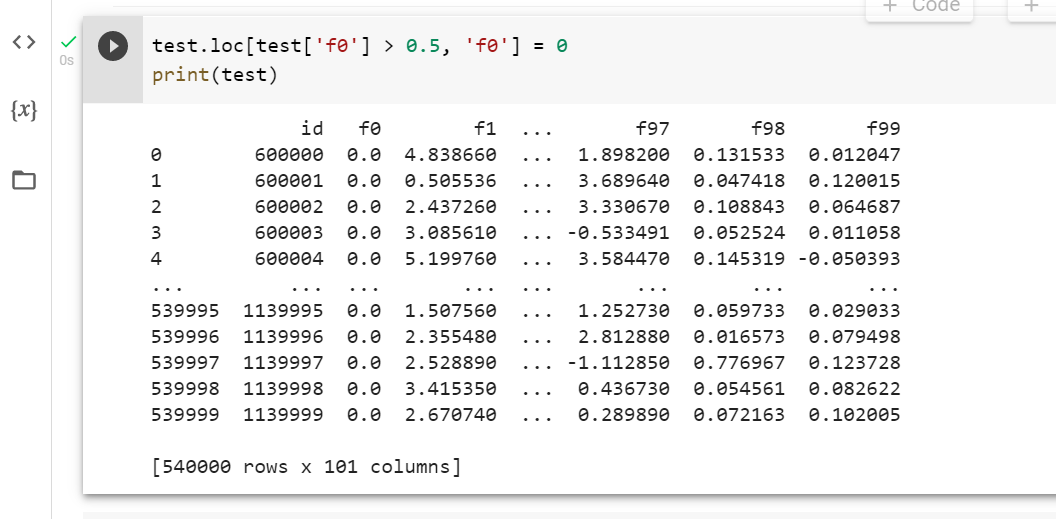 + Code +
<>
0s
test.loc[test['f0'] > 0.5, 'f0'] = 0
print(test)
{x}
id f0 f1 ... f97 f98 f99
0 600000 0.0 4.838660 ... 1.898200 0.131533 0.012047
1 600001 0.0 0.505536 ... 3.689640 0.047418 0.120015
2 600002 0.0 2.437260 ... 3.330670 0.108843 0.064687
3 600003 0.0 3.085610 ... -0.533491 0.052524 0.011058
4 600004 0.0 5.199760 ... 3.584470 0.145319 -0.050393
... ... ... ... ... ... ... ...
539995 1139995 0.0 1.507560 ... 1.252730 0.059733 0.029033
539996 1139996 0.0 2.355480 ... 2.812880 0.016573 0.079498
539997 1139997 0.0 2.528890 ... -1.112850 0.776967 0.123728
539998 1139998 0.0 3.415350 ... 0.436730 0.054561 0.082622
539999 1139999 0.0 2.670740 ... 0.289890 0.072163 0.102005
[540000 rows x 101 columns]